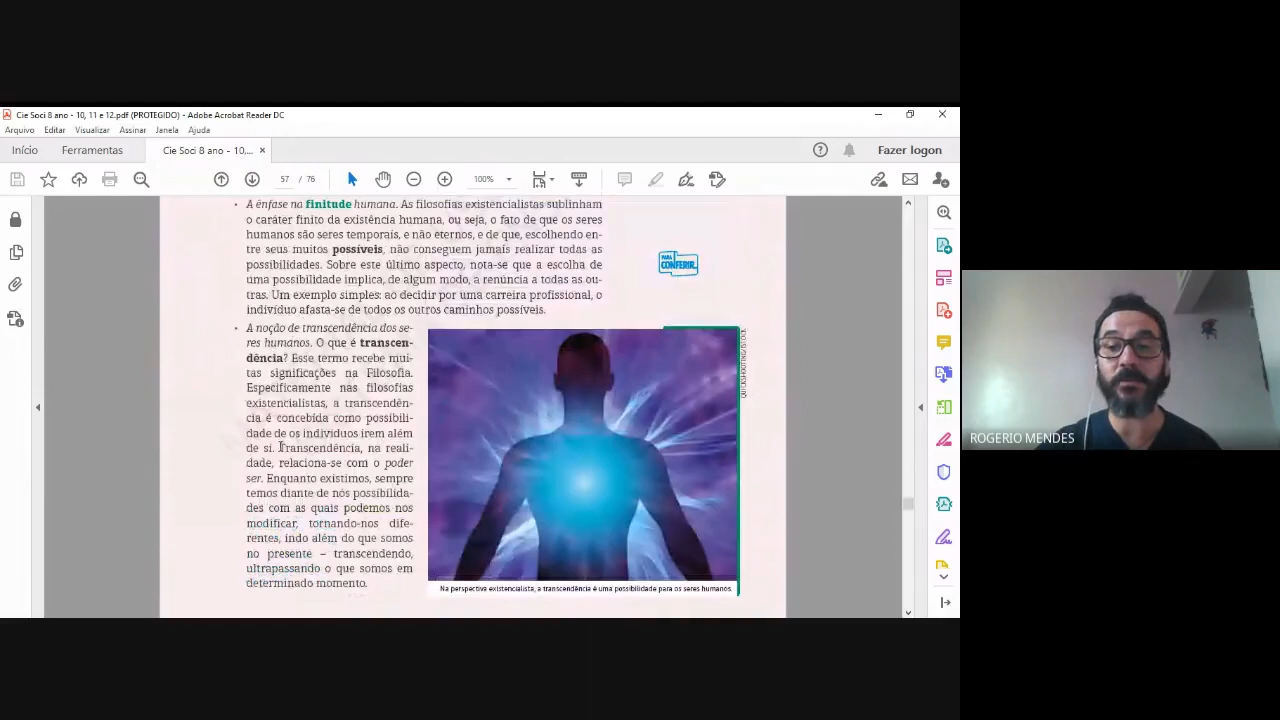 Cie Soci 8 ano - 10, 11 e 12.pdf (PROTEGIDO) - Adobe Acrobat Reader DC
Arquivo Editar Visualizar Assinar Janela Ajuda
Início Ferramentas Cie Soci 8 ano - 10,... × Fazer logon
57 / 76 100%
• A ênfase na finitude humana. As filosofias existencialistas sublinham
o caráter finito da existência humana, ou seja, o fato de que os seres
humanos são seres temporais, e não eternos, e de que, escolhendo en-
tre seus muitos possíveis, não conseguem jamais realizar todas as
possibilidades. Sobre este último aspecto, nota-se que a escolha de
uma possibilidade implica, de algum modo, a renúncia a todas as ou-
tras. Um exemplo simples: ao decidir por uma carreira profissional, o
indivíduo afasta-se de todos os outros caminhos possíveis.
PARA
CONFERIR
• A noção de transcendência dos se-
res humanos. O que é transcen-
dência? Esse termo recebe mui-
tas significações na Filosofia.
Especificamente nas filosofias
existencialistas, a transcendên-
cia é concebida como possibili-
dade de os indivíduos irem além
de si. Transcendência, na reali-
dade, relaciona-se com o poder
ser. Enquanto existimos, sempre
temos diante de nós possibilida-
des com as quais podemos nos
modificar, tornando-nos dife-
rentes, indo além do que somos
no presente – transcendendo,
ultrapassando o que somos em
determinado momento.
QUICKSHOOTING/ISTOCK
Na perspectiva existencialista, a transcendência é uma possibilidade para os seres humanos.
ROGERIO MENDES